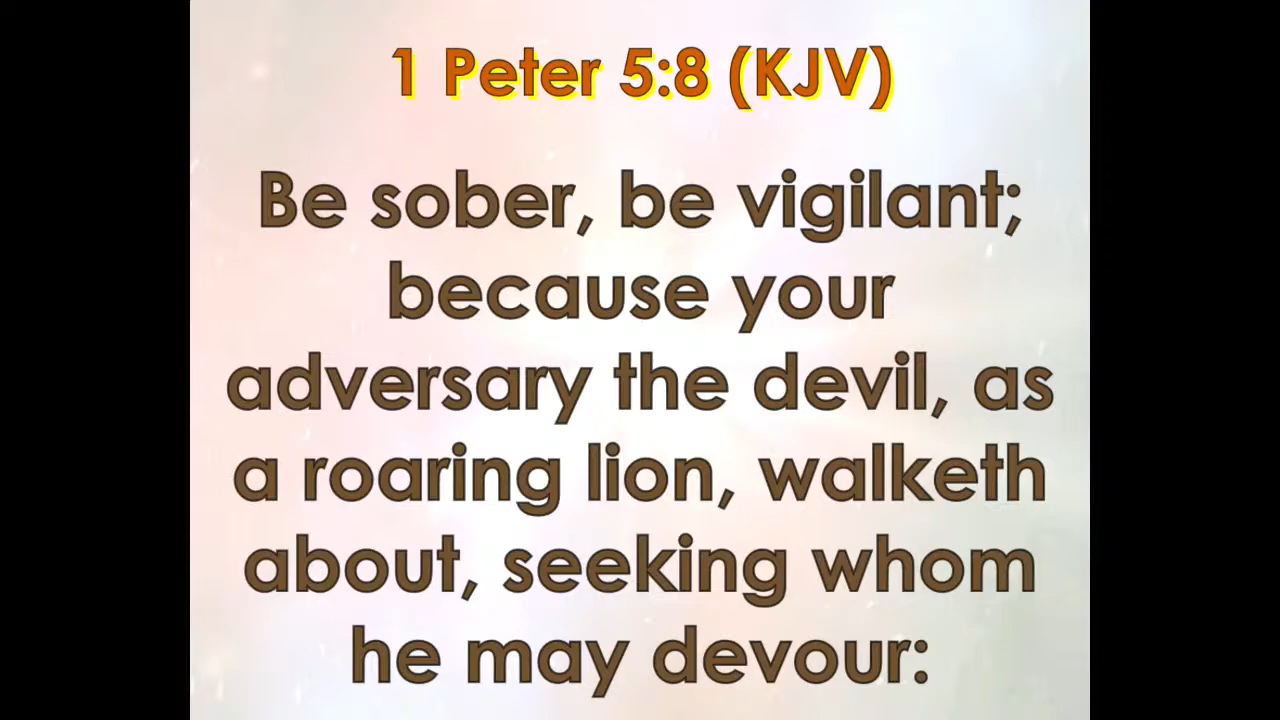 1 Peter 5:8 (KJV)
Be sober, be vigilant;
because your
adversary the devil, as
a roaring lion, walketh
about, seeking whom
he may devour: